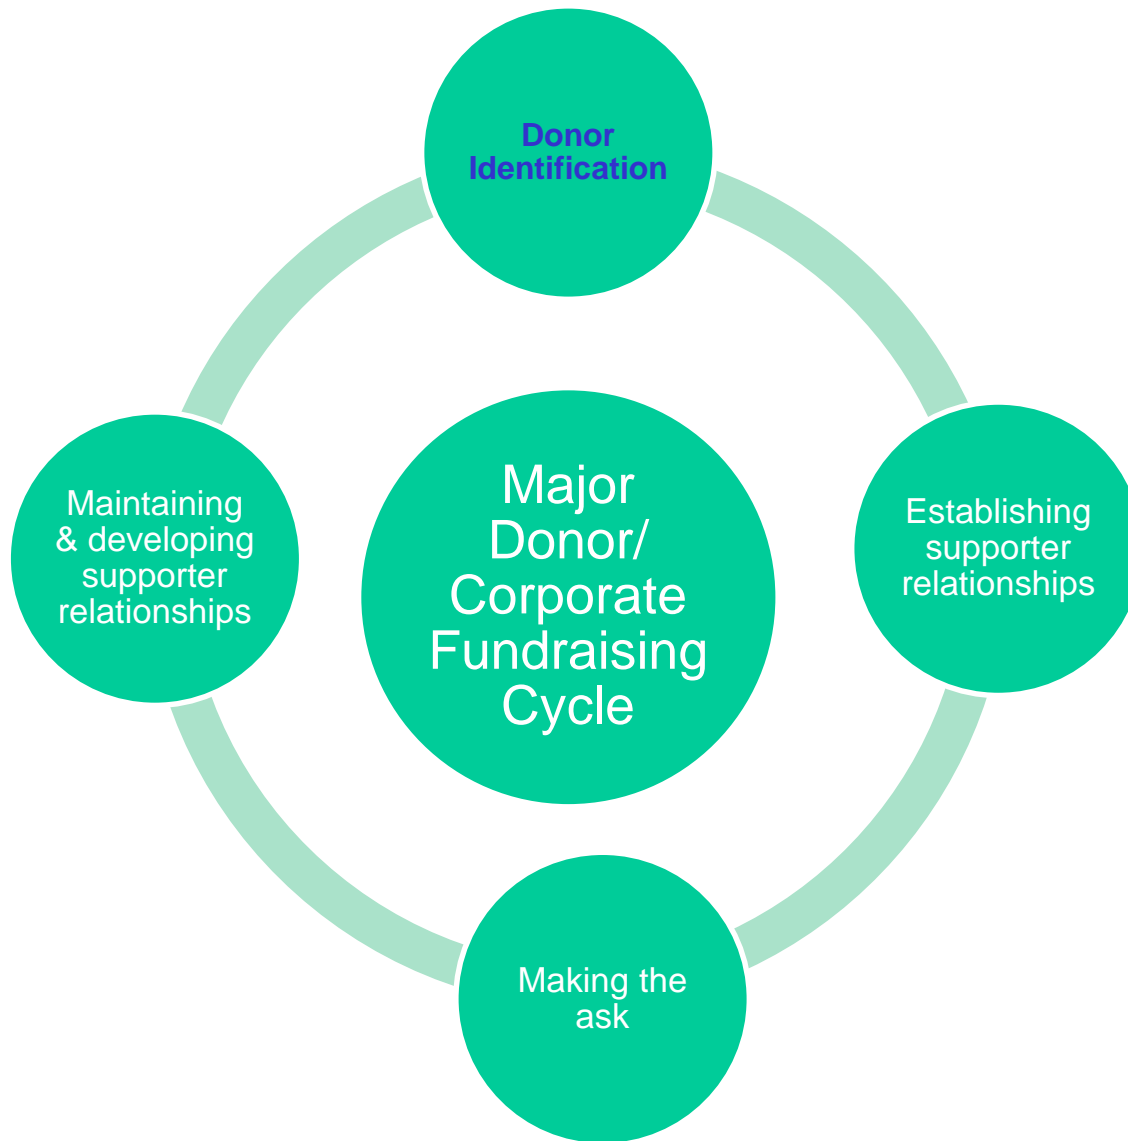 Donor
Identification
Major
Donor/
Corporate
Fundraising
Cycle
Maintaining
& developing
supporter
relationships
Establishing
supporter
relationships
Making the
ask